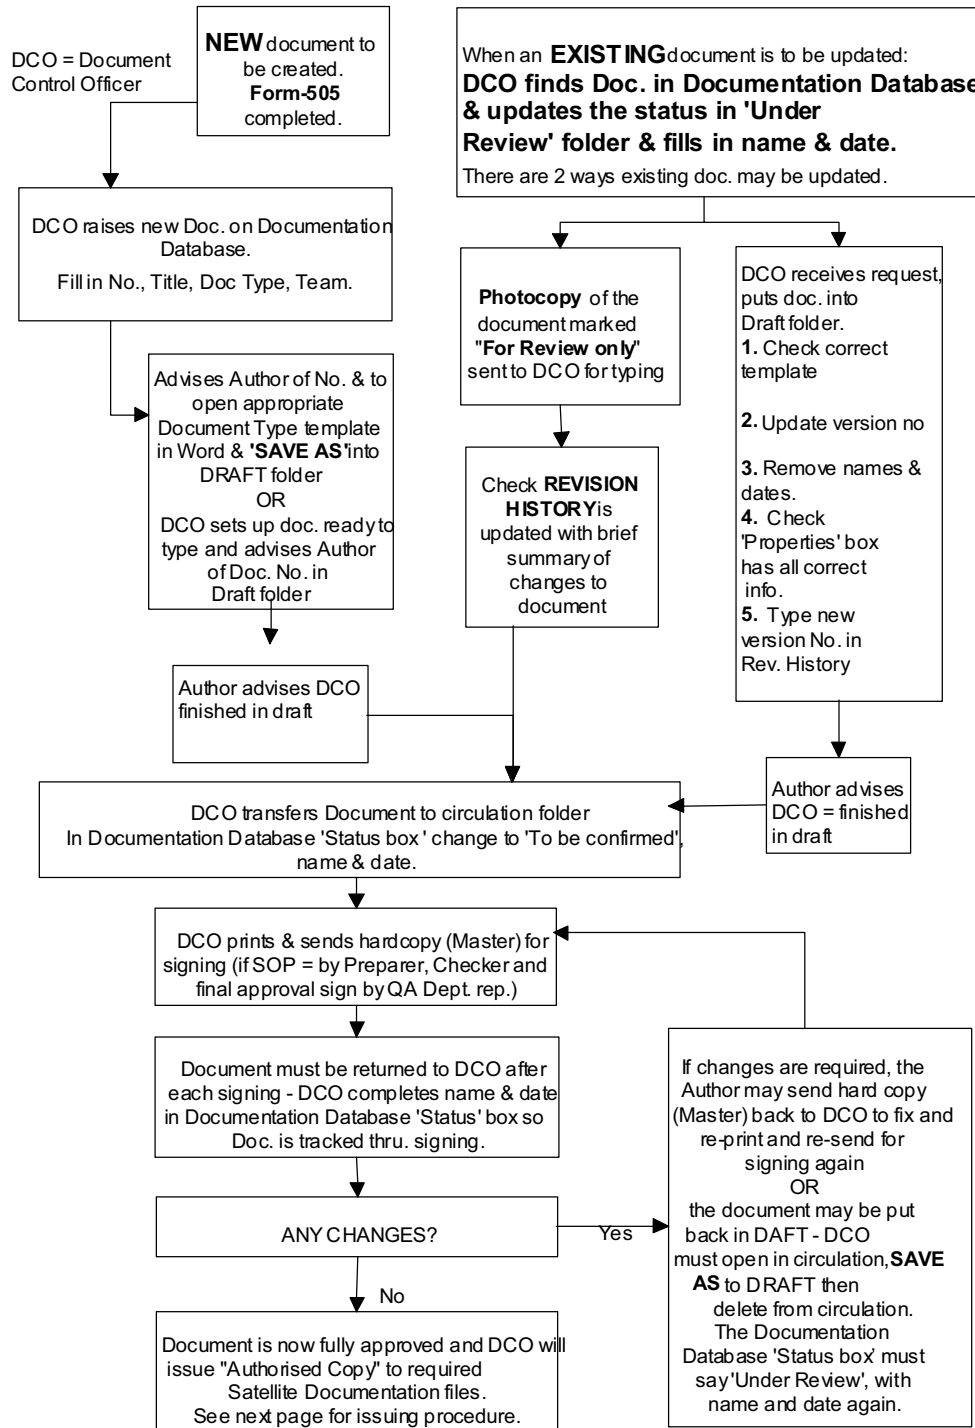 DCO = Document
Control Officer
NEW document to
be created.
Form-505
completed.
When an EXISTING document is to be updated:
DCO finds Doc. in Documentation Database
& updates the status in 'Under
Review' folder & fills in name & date.
There are 2 ways existing doc. may be updated.
DCO raises new Doc. on Documentation
Database.
Fill in No., Title, Doc Type, Team.
Advises Author of No. & to
open appropriate
Document Type template
in Word & 'SAVE AS' into
DRAFT folder
OR
DCO sets up doc. ready to
type and advises Author
of Doc. No. in
Draft folder
Author advises DCO
finished in draft
Photocopy of the
document marked
"For Review only"
sent to DCO for typing
Check REVISION
HISTORY is
updated with brief
summary of
changes to
document
DCO receives request,
puts doc. into
Draft folder.
1. Check correct
template
2. Update version no
3. Remove names &
dates.
4. Check
'Properties' box
has all correct
info.
5. Type new
version No. in
Rev. History
Author advises
DCO = finished
in draft
DCO transfers Document to circulation folder
In Documentation Database 'Status box ' change to 'To be confirmed',
name & date.
DCO prints & sends hardcopy (Master) for
signing (if SOP = by Preparer, Checker and
final approval sign by QA Dept. rep.)
Document must be returned to DCO after
each signing - DCO completes name & date
in Documentation Database 'Status' box so
Doc. is tracked thru. signing.
ANY CHANGES?
Yes
No
If changes are required, the
Author may send hard copy
(Master) back to DCO to fix and
re-print and re-send for
signing again
OR
the document may be put
back in DAFT - DCO
must open in circulation, SAVE
AS to DRAFT then
delete from circulation.
The Documentation
Database 'Status box' must
say 'Under Review', with
name and date again.
Document is now fully approved and DCO will
issue "Authorised Copy" to required
Satellite Documentation files.
See next page for issuing procedure.